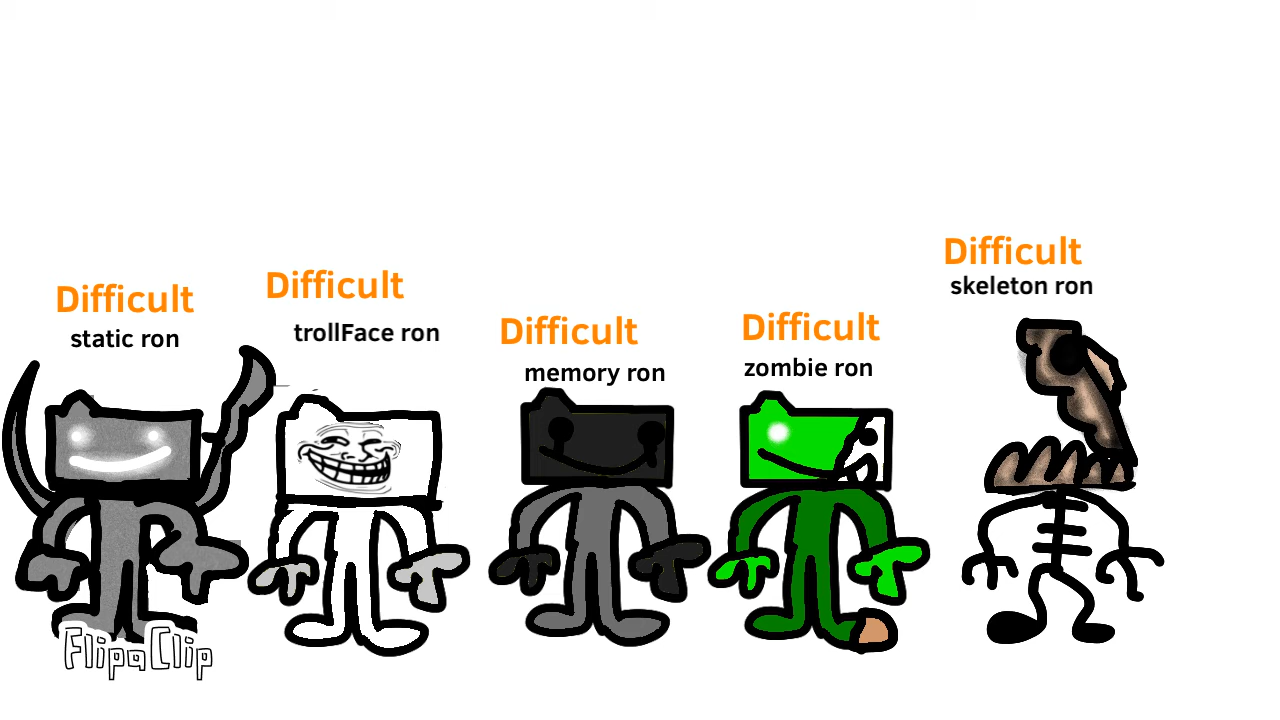 Difficult
static ron
Difficult
trollFace ron
Difficult
memory ron
Difficult
zombie ron
Difficult
skeleton ron
FlipaClip